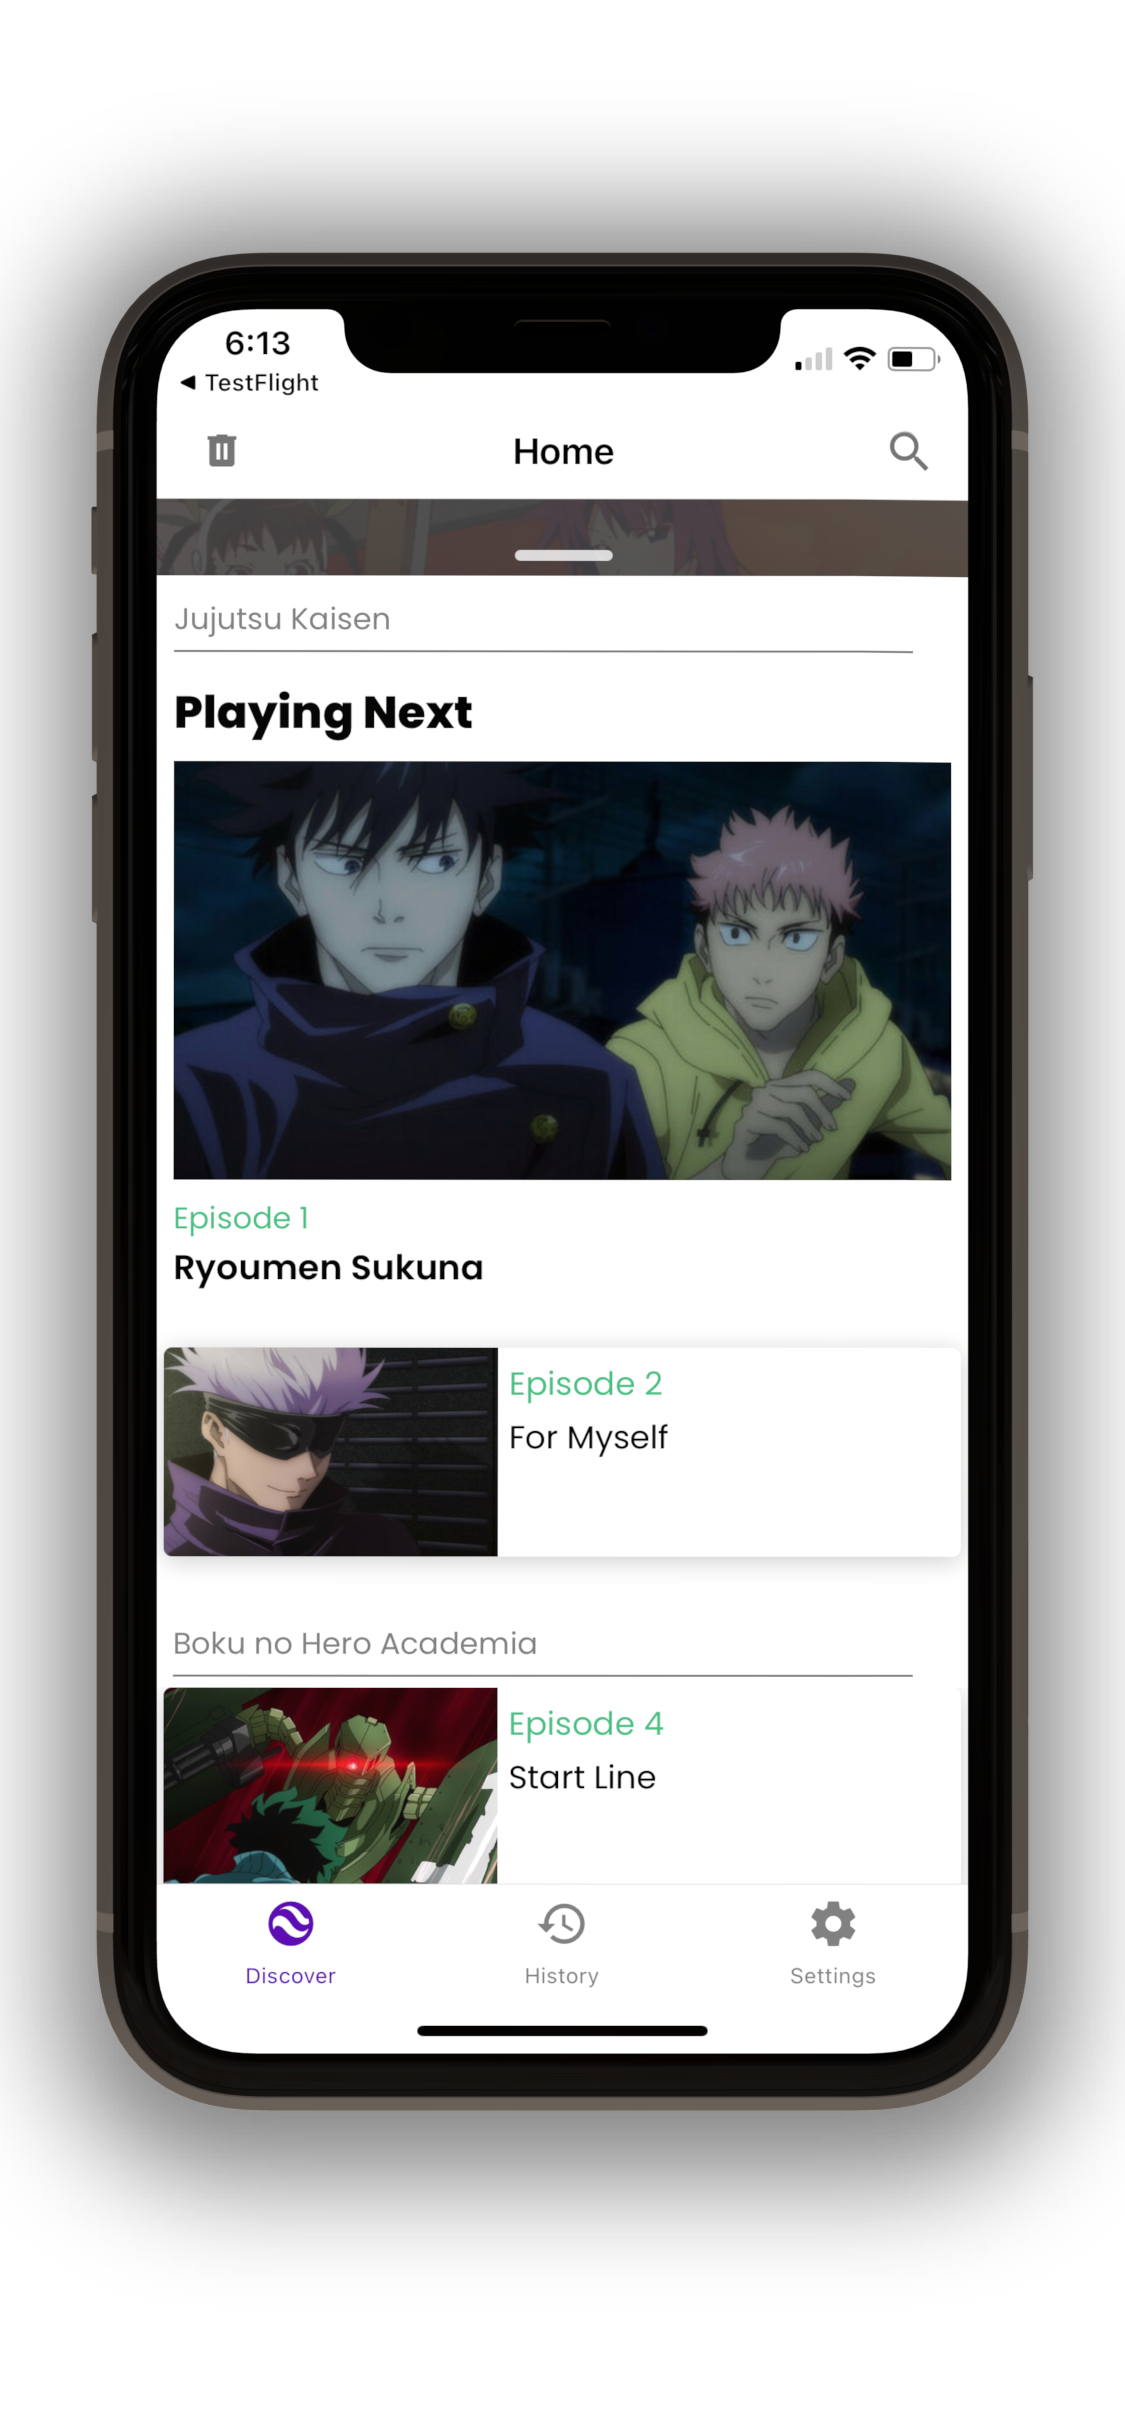 6:13
◀ TestFlight
Home
Jujutsu Kaisen
Playing Next
Episode 1
Ryoumen Sukuna
Episode 2
For Myself
Boku no Hero Academia
Episode 4
Start Line
Discover
History
Settings